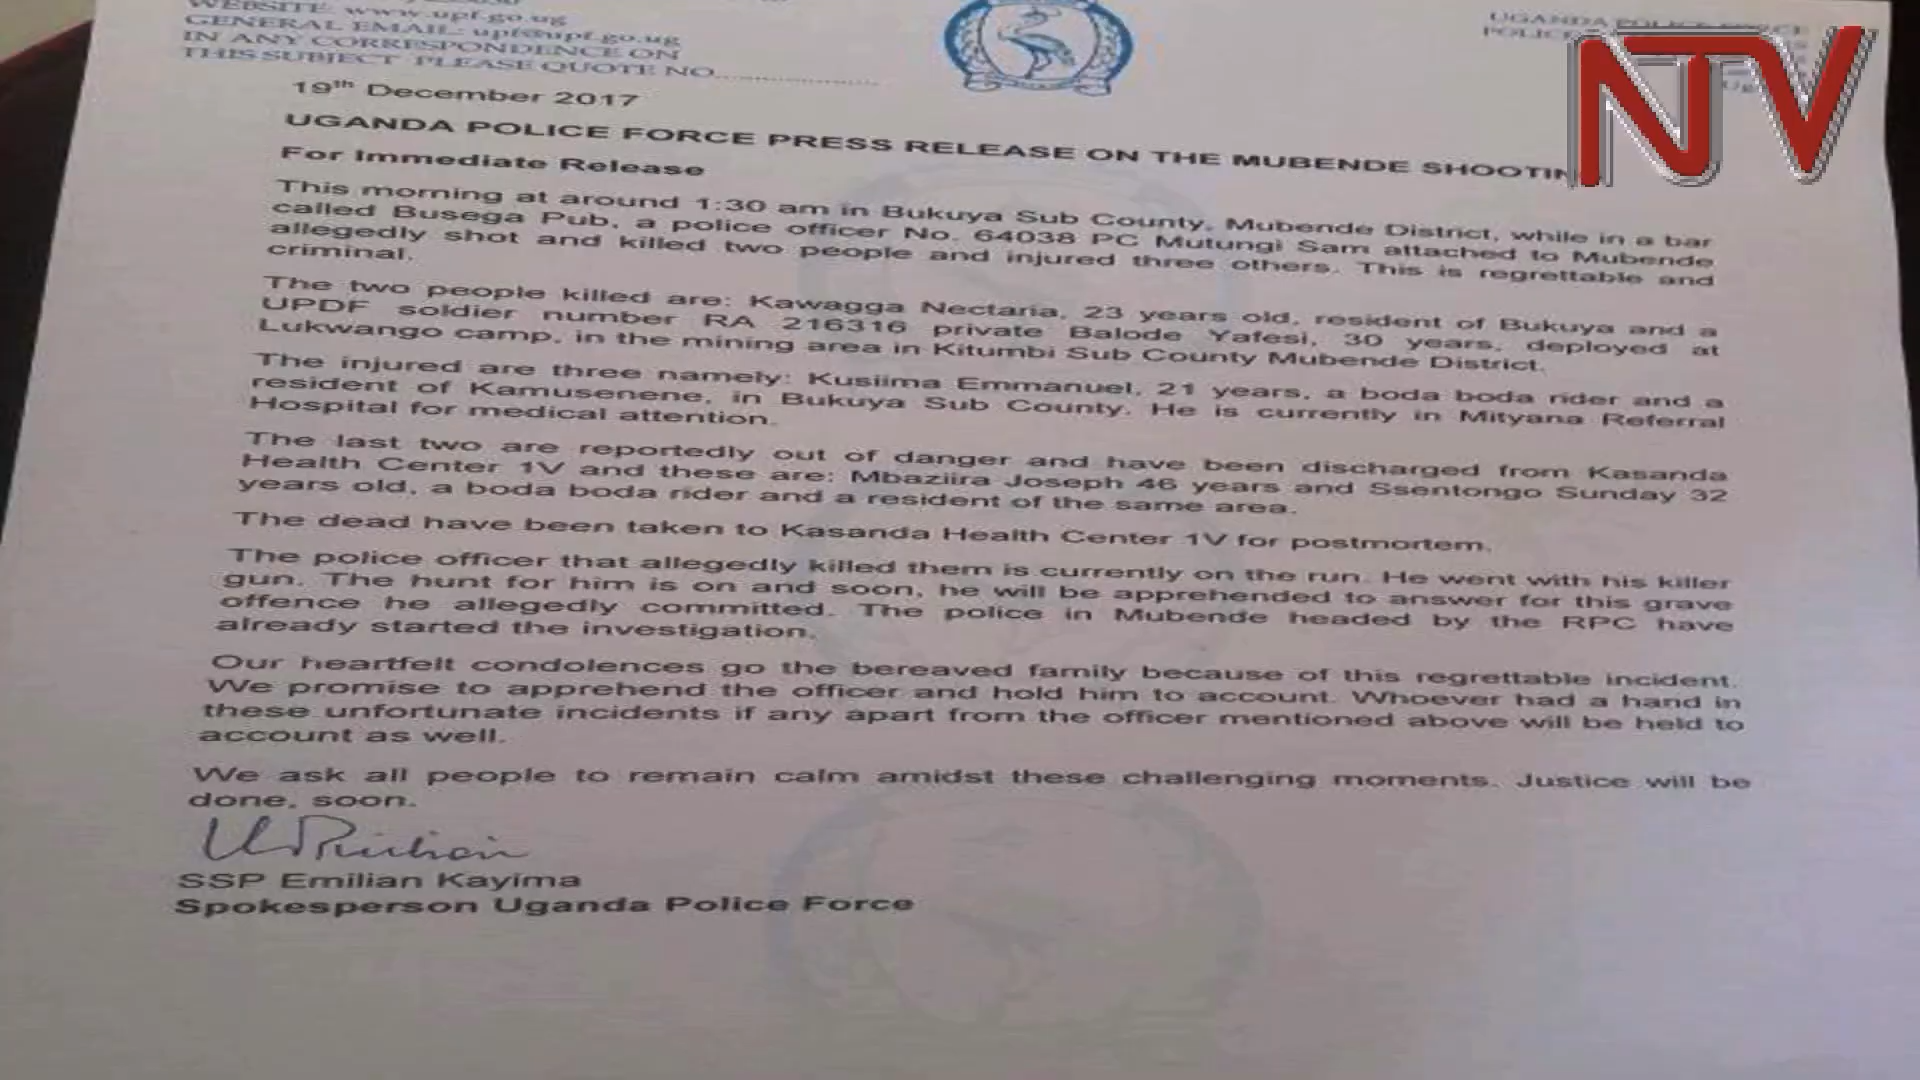 WEBSITE: www.upf.go.ug
GENERAL EMAIL: upf@upf.go.ug
IN ANY CORRESPONDENCE ON
THIS SUBJECT PLEASE QUOTE NO..................
UGANDA POLICE FORCE
POLICE
NTV
19th December 2017
UGANDA POLICE FORCE PRESS RELEASE ON THE MUBENDE SHOOTIN
For Immediate Release
This morning at around 1:30 am in Bukuya Sub County, Mubende District, while in a bar
called Busega Pub, a police officer No. 64038 PC Mutungi Sam attached to Mubende
allegedly shot and killed two people and injured three others. This is regrettable and
criminal.
The two people killed are: Kawagga Nectaria, 23 years old, resident of Bukuya and a
UPDF soldier number RA 216316 private Balode Yafesi, 30 years, deployed at
Lukwango camp, in the mining area in Kitumbi Sub County Mubende District.
The injured are three namely: Kusiima Emmanuel, 21 years, a boda boda rider and a
resident of Kamusenene, in Bukuya Sub County. He is currently in Mityana Referral
Hospital for medical attention.
The last two are reportedly out of danger and have been discharged from Kasanda
Health Center 1V and these are: Mbaziira Joseph 46 years and Ssentongo Sunday 32
years old, a boda boda rider and a resident of the same area.
The dead have been taken to Kasanda Health Center 1V for postmortem.
The police officer that allegedly killed them is currently on the run. He went with his killer
gun. The hunt for him is on and soon, he will be apprehended to answer for this grave
offence he allegedly committed. The police in Mubende headed by the RPC have
already started the investigation.
Our heartfelt condolences go the bereaved family because of this regrettable incident.
We promise to apprehend the officer and hold him to account. Whoever had a hand in
these unfortunate incidents if any apart from the officer mentioned above will be held to
account as well.
We ask all people to remain calm amidst these challenging moments. Justice will be
done, soon.
SSP Emilian Kayima
Spokesperson Uganda Police Force